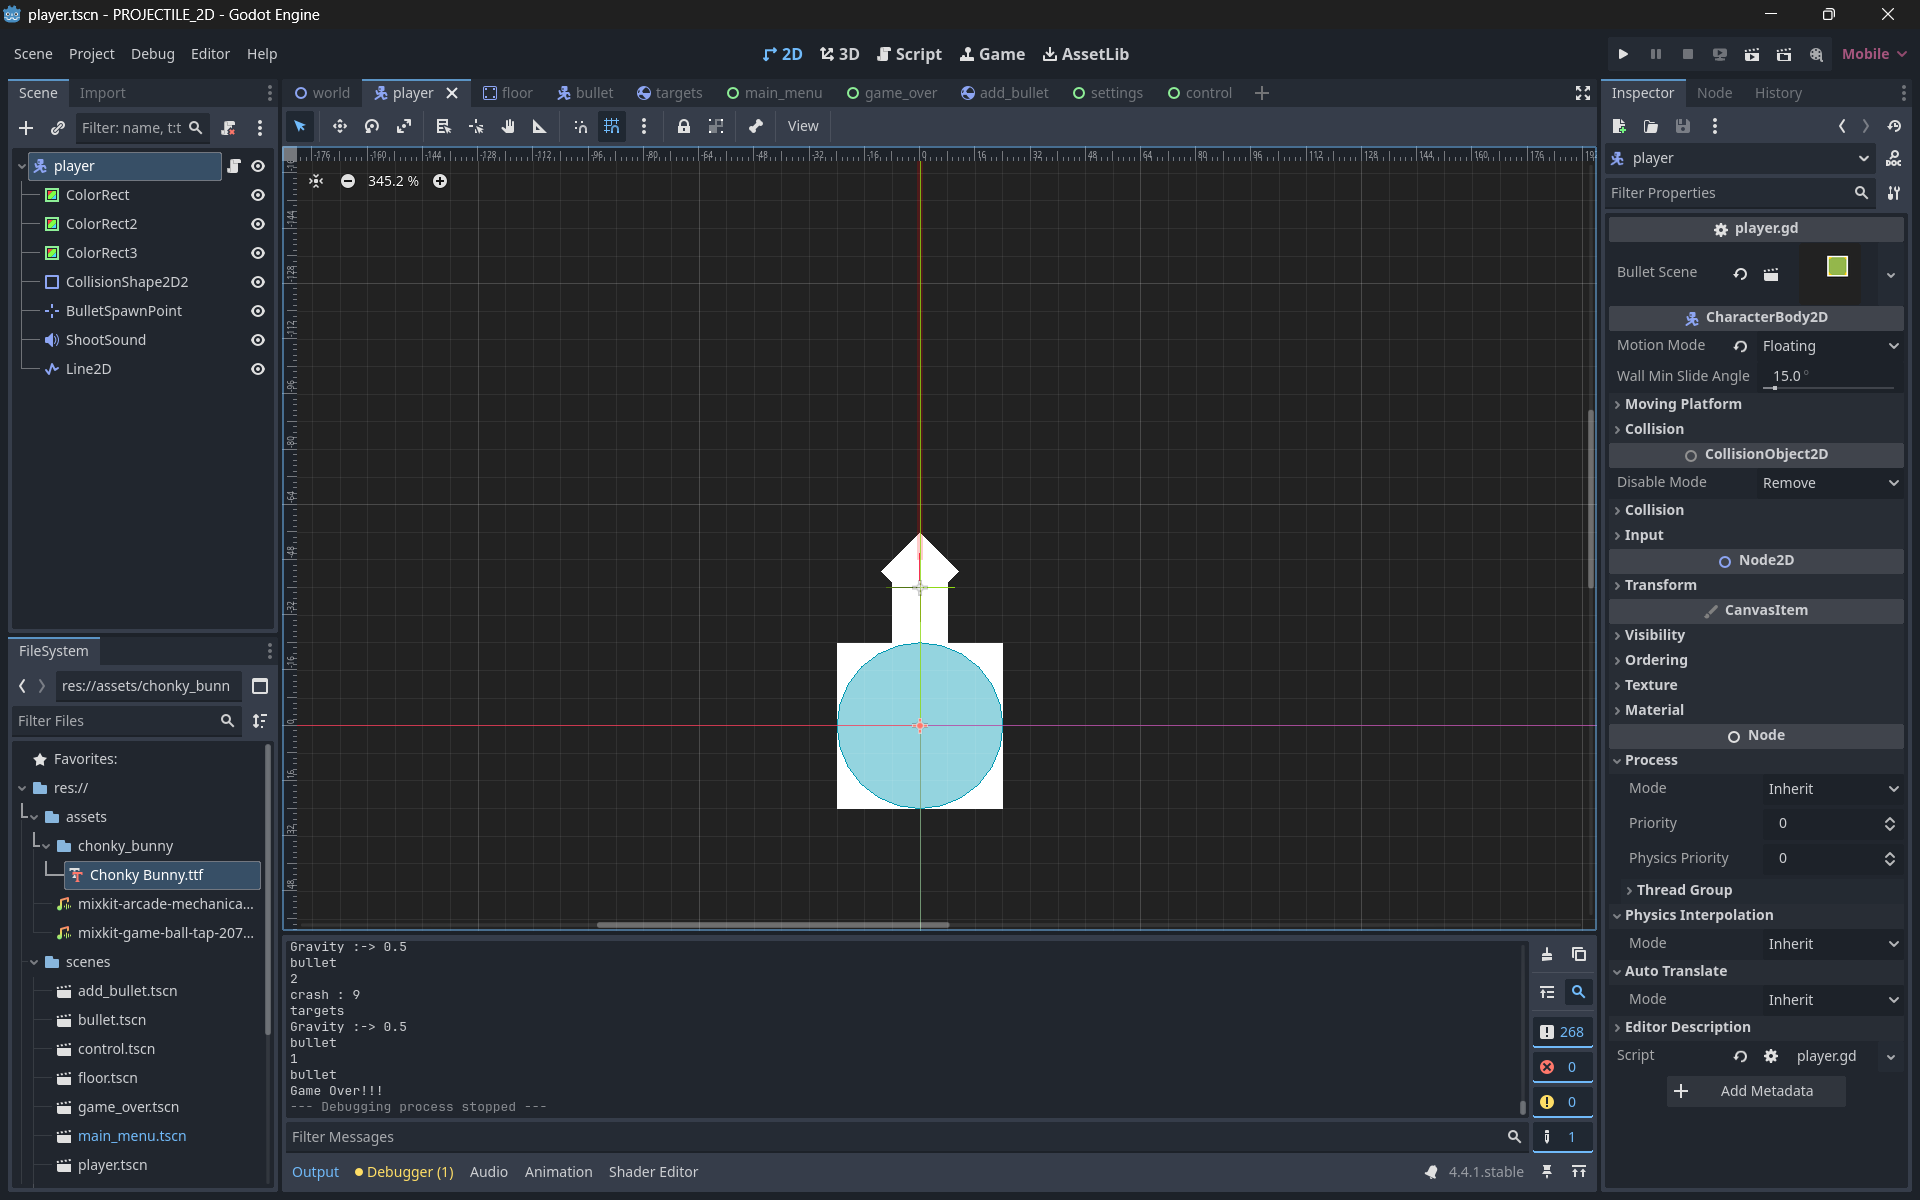 player.tscn - PROJECTILE_2D - Godot Engine
Scene Project Debug Editor Help
2D 3D Script Game AssetLib
Mobile
Scene Import
world player floor bullet targets main_menu game_over add_bullet settings control
Inspector Node History
Filter: name, t:t
View
player
ColorRect
ColorRect2
ColorRect3
CollisionShape2D2
BulletSpawnPoint
ShootSound
Line2D
345.2 %
FileSystem
res://assets/chonky_bunn
Filter Files
Favorites:
res://
assets
chonky_bunny
Chonky Bunny.ttf
mixkit-arcade-mechanica...
mixkit-game-ball-tap-207...
scenes
add_bullet.tscn
bullet.tscn
control.tscn
floor.tscn
game_over.tscn
main_menu.tscn
player.tscn
Gravity :-> 0.5
bullet
2
crash : 9
targets
Gravity :-> 0.5
bullet
1
bullet
Game Over!!!
--- Debugging process stopped ---
268
0
0
1
Filter Messages
Output Debugger (1) Audio Animation Shader Editor
4.4.1.stable
player
Filter Properties
player.gd
Bullet Scene
CharacterBody2D
Motion Mode Floating
Wall Min Slide Angle 15.0 °
Moving Platform
Collision
CollisionObject2D
Disable Mode Remove
Collision
Input
Node2D
Transform
CanvasItem
Visibility
Ordering
Texture
Material
Node
Process
Mode Inherit
Priority 0
Physics Priority 0
Thread Group
Physics Interpolation
Mode Inherit
Auto Translate
Mode Inherit
Editor Description
Script player.gd
Add Metadata